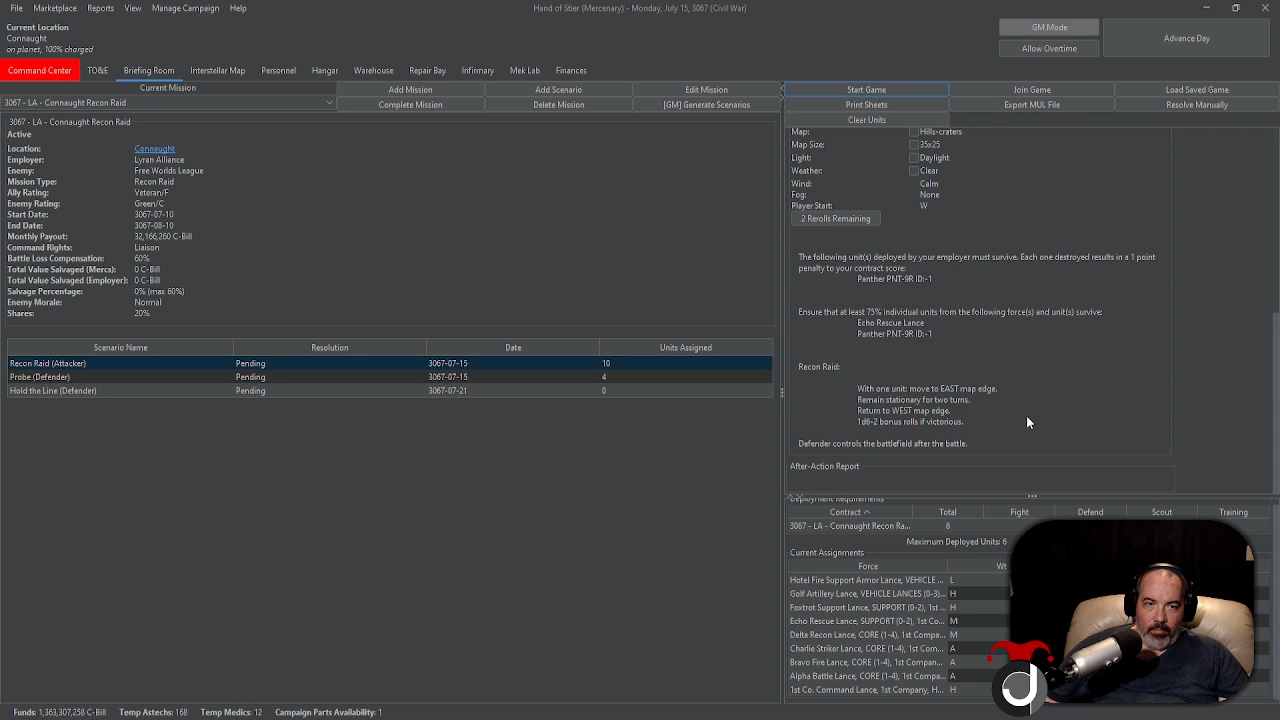 File Marketplace Reports View Manage Campaign Help
Hand of Stier (Mercenary) - Monday, July 15, 3067 (Civil War)
Current Location
Connaught
on planet, 100% charged
GM Mode
Allow Overtime
Advance Day
Command Center TO&E Briefing Room Interstellar Map Personnel Hangar Warehouse Repair Bay Infirmary Mek Lab Finances
Current Mission
3067 - LA - Connaught Recon Raid
Add Mission Add Scenario Edit Mission
Complete Mission Delete Mission [GM] Generate Scenarios
3067 - LA - Connaught Recon Raid
Active
Location: Connaught
Employer: Lyran Alliance
Enemy: Free Worlds League
Mission Type: Recon Raid
Ally Rating: Veteran/F
Enemy Rating: Green/C
Start Date: 3067-07-10
End Date: 3067-08-10
Monthly Payout: 32,166,260 C-Bill
Command Rights: Liaison
Battle Loss Compensation: 60%
Total Value Salvaged (Mercs): 0 C-Bill
Total Value Salvaged (Employer): 0 C-Bill
Salvage Percentage: 0% (max 60%)
Enemy Morale: Normal
Shares: 20%
Scenario Name Resolution Date Units Assigned
Recon Raid (Attacker) Pending 3067-07-15 10
Probe (Defender) Pending 3067-07-15 4
Hold the Line (Defender) Pending 3067-07-21 0
Start Game Join Game Load Saved Game
Print Sheets Export MUL File Resolve Manually
Clear Units
Map: Hills-craters
Map Size: 35x25
Light: Daylight
Weather: Clear
Wind: Calm
Fog: None
Player Start: W
2 Rerolls Remaining
The following unit(s) deployed by your employer must survive. Each one destroyed results in a 1 point
penalty to your contract score:
Panther PNT-9R ID:-1
Ensure that at least 75% individual units from the following force(s) and unit(s) survive:
Echo Rescue Lance
Panther PNT-9R ID:-1
Recon Raid:
With one unit: move to EAST map edge.
Remain stationary for two turns.
Return to WEST map edge.
1d6-2 bonus rolls if victorious.
Defender controls the battlefield after the battle.
After-Action Report
Deployment Requirements
Contract Total Fight Defend Scout Training
3067 - LA - Connaught Recon Ra... 6
Maximum Deployed Units: 6
Current Assignments
Force
Hotel Fire Support Armor Lance, VEHICLE ... L
Golf Artillery Lance, VEHICLE LANCES (0-3)... H
Foxtrot Support Lance, SUPPORT (0-2), 1st ... H
Echo Rescue Lance, SUPPORT (0-2), 1st Co... M
Delta Recon Lance, CORE (1-4), 1st Compa... M
Charlie Striker Lance, CORE (1-4), 1st Com... A
Bravo Fire Lance, CORE (1-4), 1st Compan... A
Alpha Battle Lance, CORE (1-4), 1st Comp... A
1st Co. Command Lance, 1st Company, H... H
Funds: 1,363,307,258 C-Bill Temp Astechs: 168 Temp Medics: 12 Campaign Parts Availability: 1